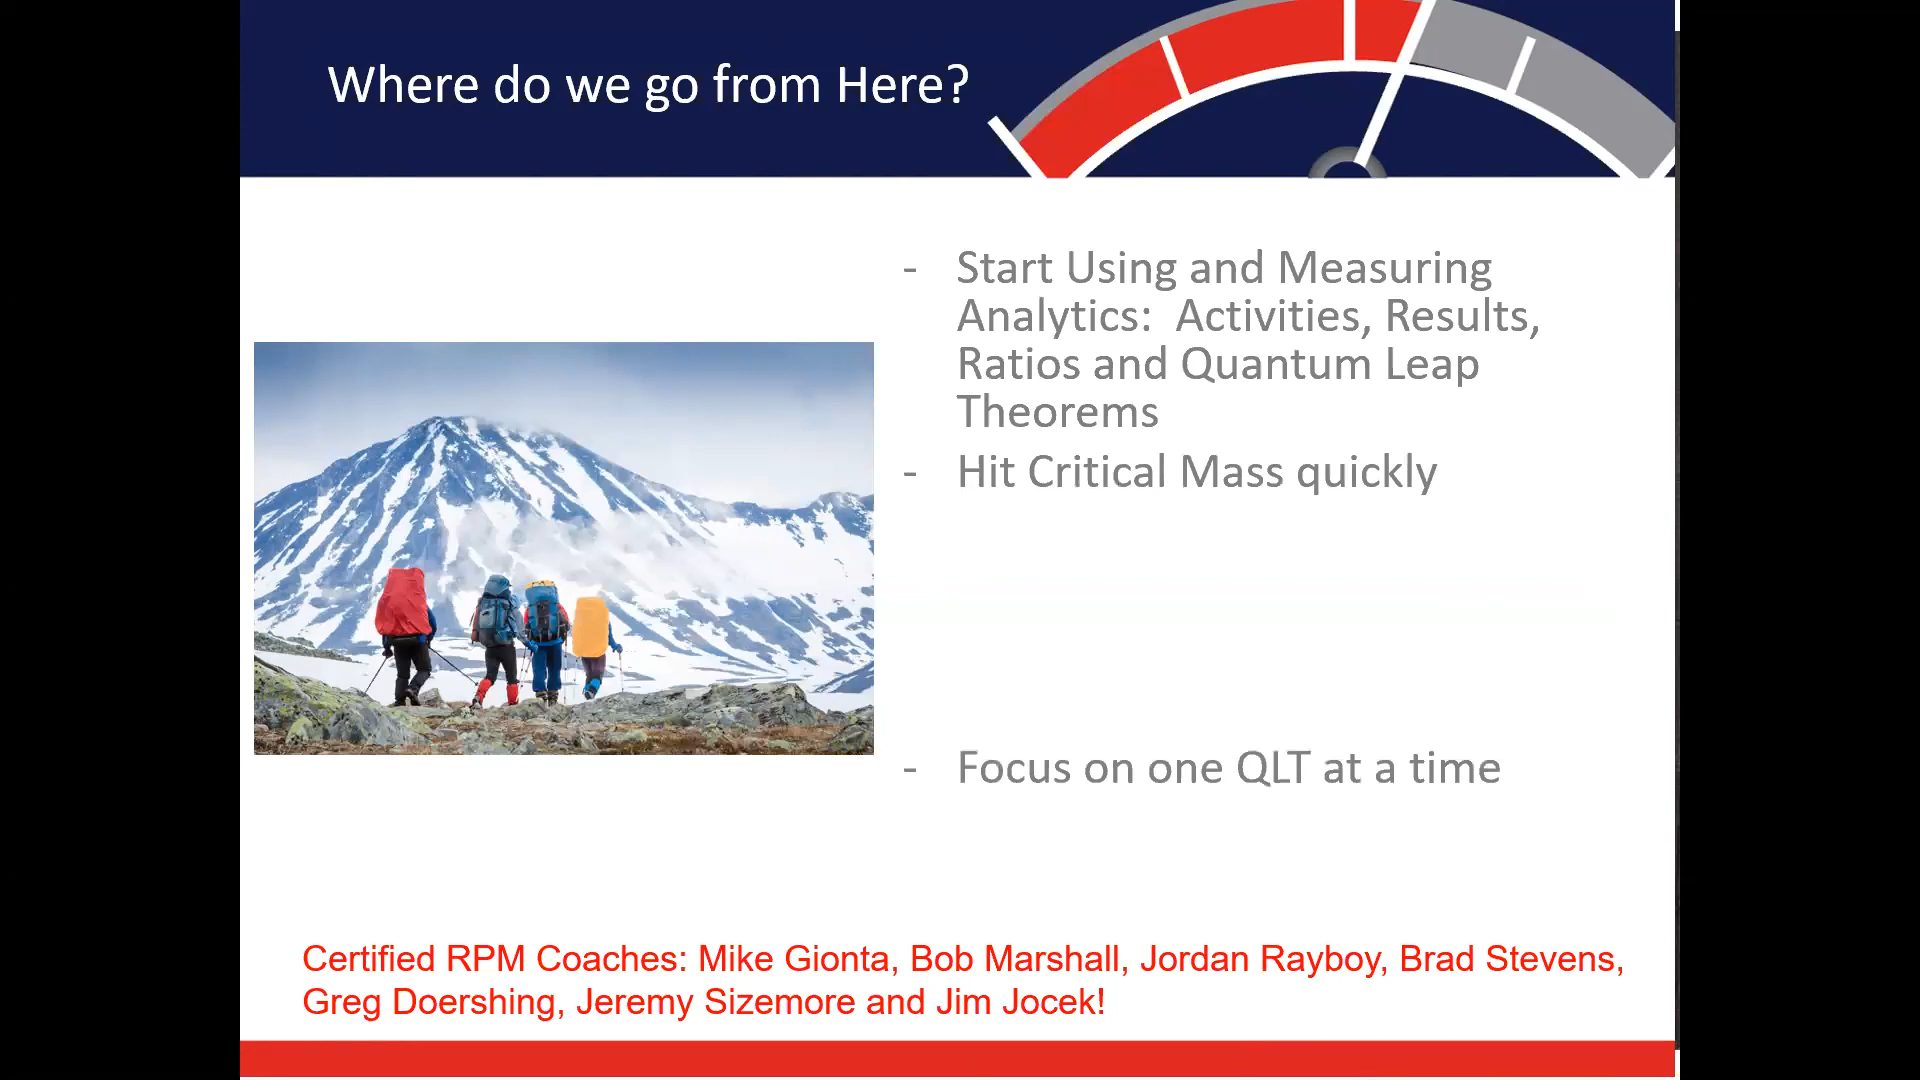 Where do we go from Here?
- Start Using and Measuring
Analytics:  Activities, Results,
Ratios and Quantum Leap
Theorems
- Hit Critical Mass quickly
- Focus on one QLT at a time
Certified RPM Coaches: Mike Gionta, Bob Marshall, Jordan Rayboy, Brad Stevens,
Greg Doershing, Jeremy Sizemore and Jim Jocek!